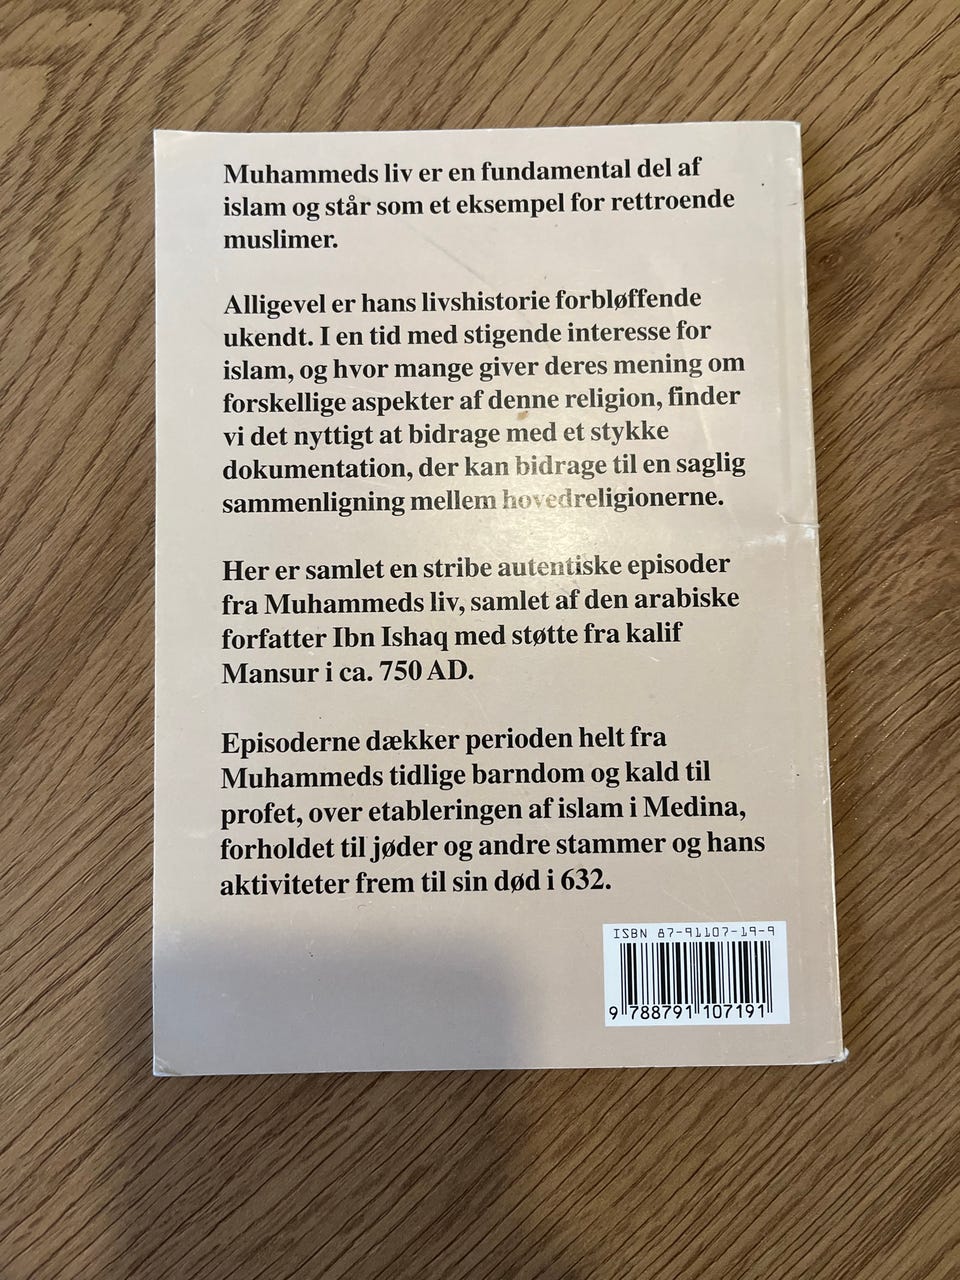 Muhammeds liv er en fundamental del af
islam og står som et eksempel for rettroende
muslimer.
Alligevel er hans livshistorie forbløffende
ukendt. I en tid med stigende interesse for
islam, og hvor mange giver deres mening om
forskellige aspekter af denne religion, finder
vi det nyttigt at bidrage med et stykke
dokumentation, der kan bidrage til en saglig
sammenligning mellem hovedreligionerne.
Her er samlet en stribe autentiske episoder
fra Muhammeds liv, samlet af den arabiske
forfatter Ibn Ishaq med støtte fra kalif
Mansur i ca. 750 AD.
Episoderne dækker perioden helt fra
Muhammeds tidlige barndom og kald til
profet, over etableringen af islam i Medina,
forholdet til jøder og andre stammer og hans
aktiviteter frem til sin død i 632.
ISBN 87-91107-19-9
9 788791 107191